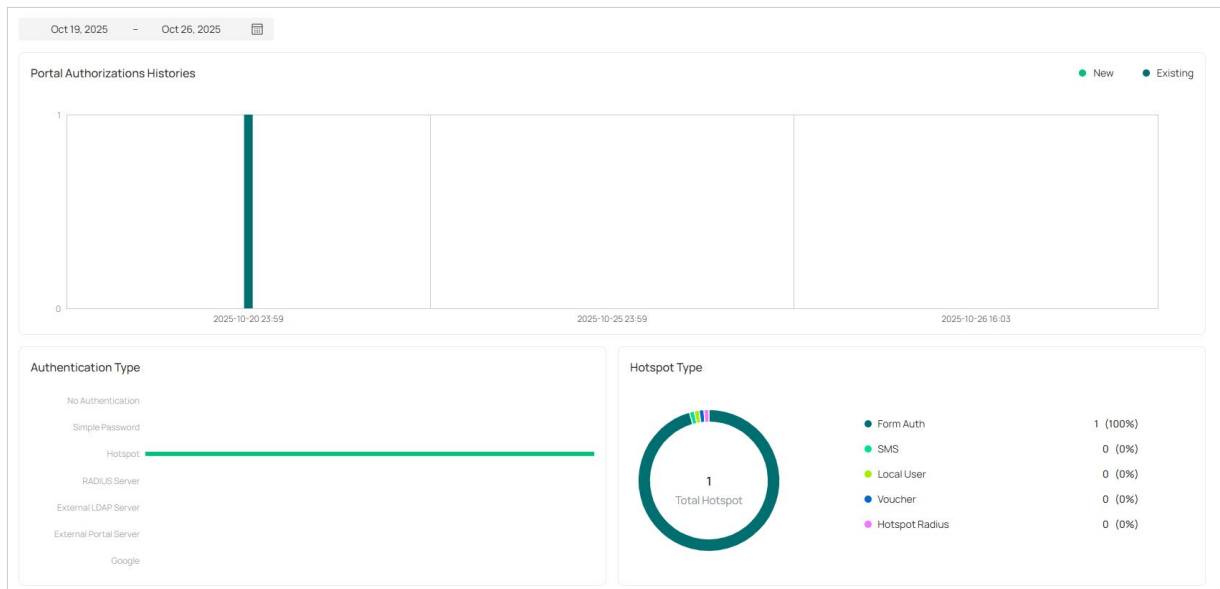 Oct 19, 2025 – Oct 26, 2025
Portal Authorizations Histories
New Existing
1
0
2025-10-20 23:59 2025-10-25 23:59 2025-10-26 16:03
Authentication Type
No Authentication
Simple Password
Hotspot
RADIUS Server
External LDAP Server
External Portal Server
Google
Hotspot Type
1
Total Hotspot
Form Auth 1 (100%)
SMS 0 (0%)
Local User 0 (0%)
Voucher 0 (0%)
Hotspot Radius 0 (0%)